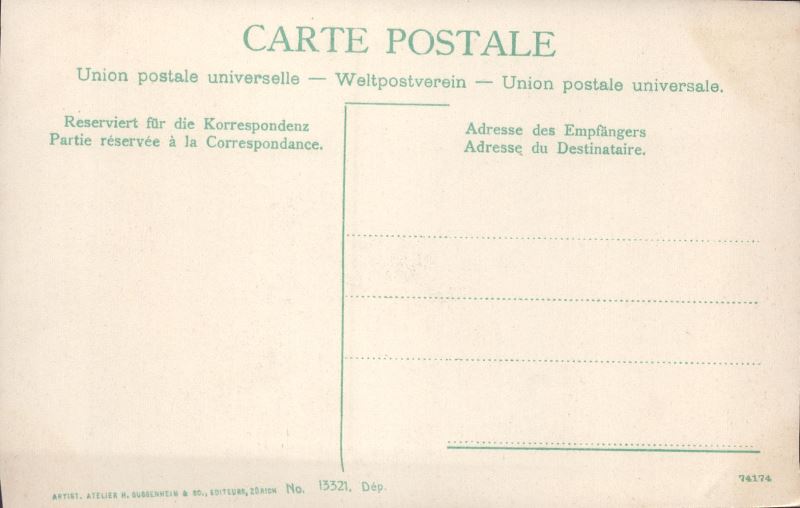 CARTE POSTALE
Union postale universelle — Weltpostverein — Union postale universale.
Reserviert für die Korrespondenz
Partie réservée à la Correspondance.
Adresse des Empfängers
Adresse du Destinataire.
74174
ARTIST. ATELIER H. GUGGENHEIM & CO., EDITEURS, ZÜRICH No. 13321. Dép.